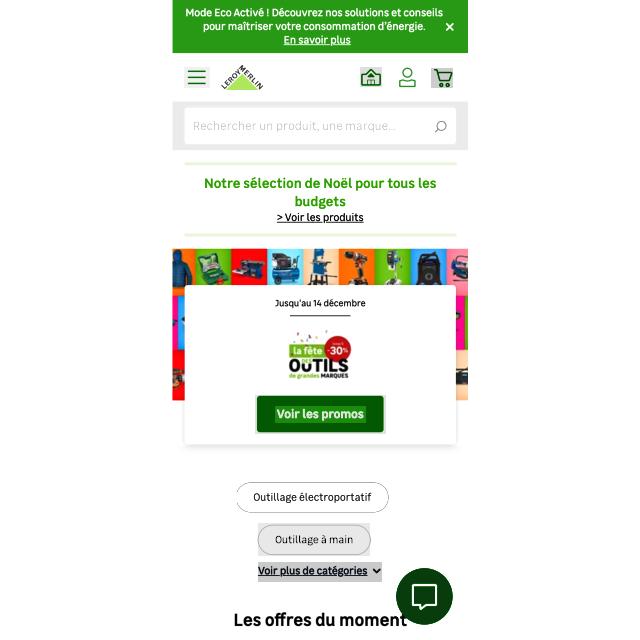 Mode Eco Activé ! Découvrez nos solutions et conseils
pour maîtriser votre consommation d'énergie.
En savoir plus
LEROY MERLIN
Rechercher un produit, une marque...
Notre sélection de Noël pour tous les
budgets
> Voir les produits
Jusqu'au 14 décembre
la fête
-30%
OUTILS
de grandes MARQUES
Voir les promos
Outillage électroportatif
Outillage à main
Voir plus de catégories
Les offres du moment